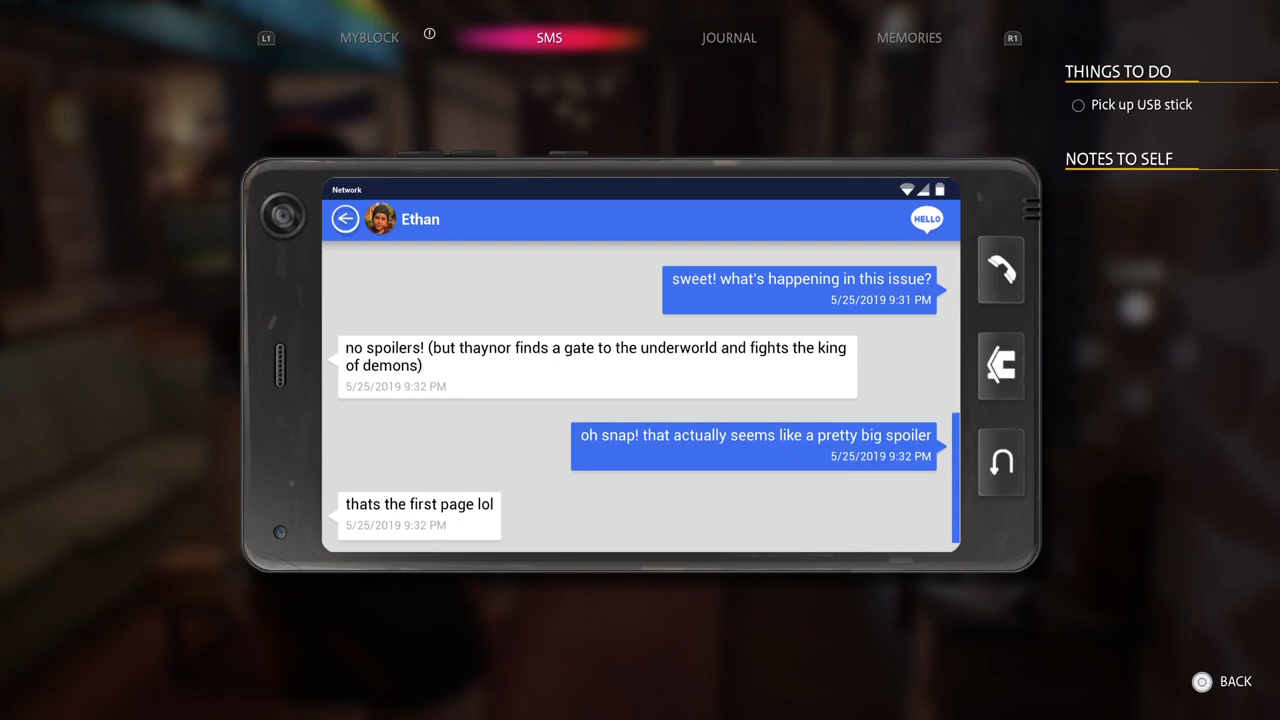 L1
MYBLOCK
SMS
JOURNAL
MEMORIES
R1
THINGS TO DO
Pick up USB stick
NOTES TO SELF
Network
Ethan
HELLO
sweet! what's happening in this issue?
5/25/2019 9:31 PM
no spoilers! (but thaynor finds a gate to the underworld and fights the king
of demons)
5/25/2019 9:32 PM
oh snap! that actually seems like a pretty big spoiler
5/25/2019 9:32 PM
thats the first page lol
5/25/2019 9:32 PM
BACK